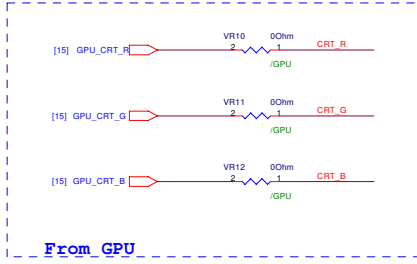 VR10 0Ohm
[15] GPU_CRT_R 2 1 CRT_R
/GPU
VR11 0Ohm
[15] GPU_CRT_G 2 1 CRT_G
/GPU
VR12 0Ohm
[15] GPU_CRT_B 2 1 CRT_B
/GPU
From GPU